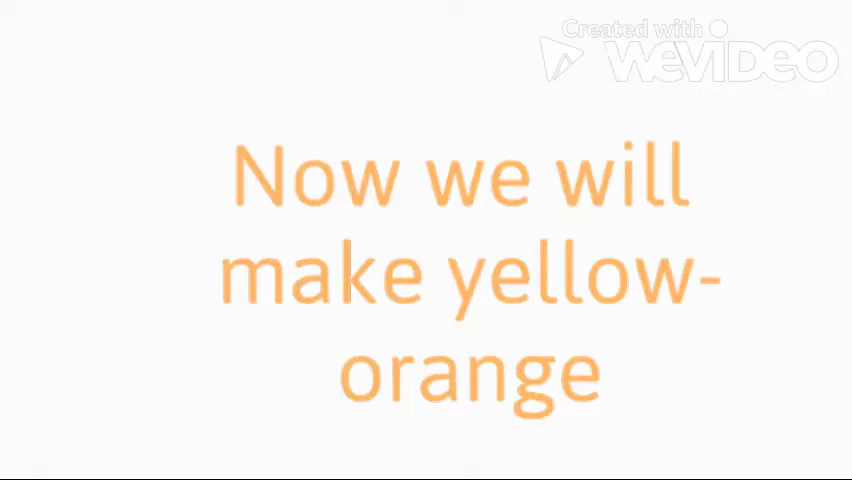 Created with
WEVIDEO
Now we will
make yellow-
orange